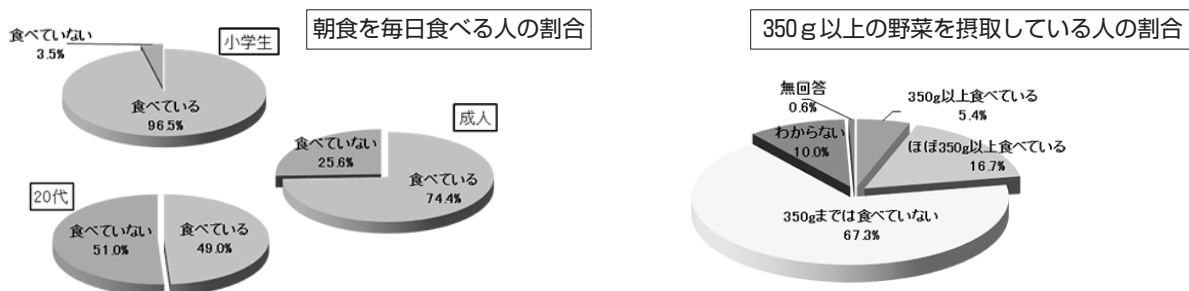 朝食を毎日食べる人の割合
小学生
食べていない
3.5%
食べている
96.5%
成人
食べていない
25.6%
食べている
74.4%
20代
食べていない
51.0%
食べている
49.0%
350g以上の野菜を摂取している人の割合
無回答
0.6%
350g以上食べている
5.4%
わからない
10.0%
ほぼ350g以上食べている
16.7%
350gまでは食べていない
67.3%